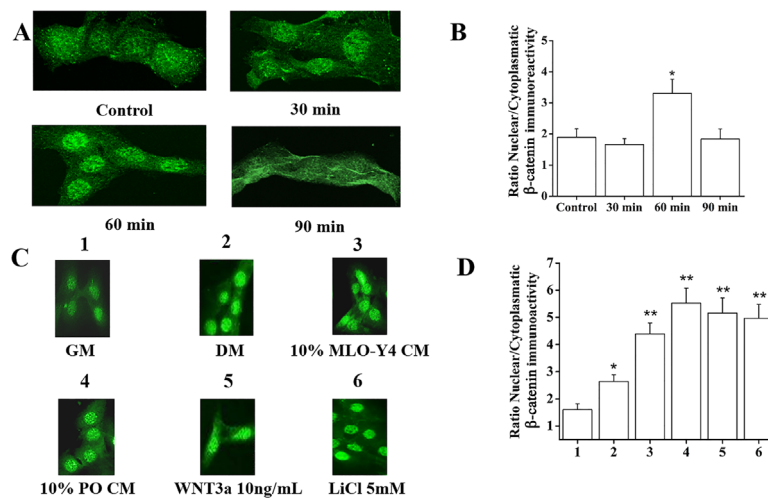 A
Control
30 min
60 min
90 min
B
Ratio Nuclear/Cytoplasmatic
β-catenin immunoreactivity
5
4
3
2
1
0
*
Control 30 min 60 min 90 min
C
1 2 3
GM DM 10% MLO-Y4 CM
4 5 6
10% PO CM WNT3a 10ng/mL LiCl 5mM
D
Ratio Nuclear/Cytoplasmatic
β-catenin immunoactivity
7
6
5
4
3
2
1
* ** ** ** **
1 2 3 4 5 6